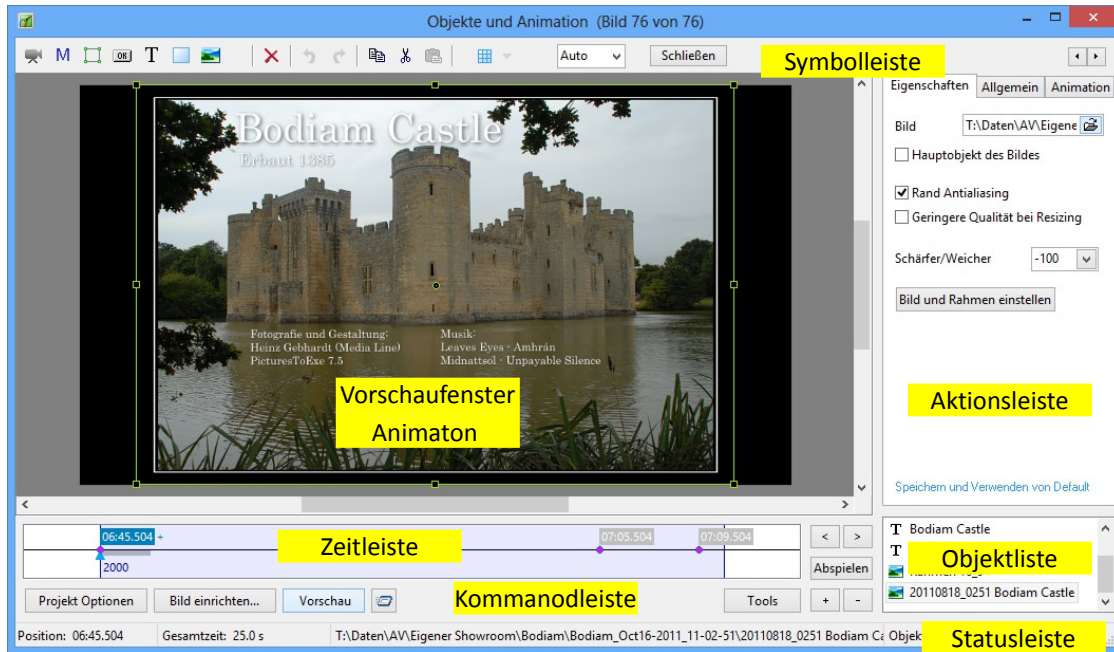 Objekte und Animation (Bild 76 von 76)
M OK T Auto Schließen
Symbolleiste
Eigenschaften Allgemein Animation
Bild T:\Daten\AV\Eigene
Hauptobjekt des Bildes
Rand Antialiasing
Geringere Qualität bei Resizing
Schärfer/Weicher -100
Bild und Rahmen einstellen
Aktionsleiste
Speichern und Verwenden von Default
Bodiam Castle
Erbaut 1385
Fotografie und Gestaltung:
Heinz Gebhardt (Media Line)
PicturesToExe 7.5
Musik:
Leaves Eyes - Amhrán
Midnattsol - Unpayable Silence
Vorschaufenster
Animaton
06:45.504 +
07:05.504
07:09.504
Zeitleiste
2000
< >
Abspielen
T Bodiam Castle
T
Objektliste
20110818_0251 Bodiam Castle
Projekt Optionen Bild einrichten... Vorschau
Kommanodleiste
Tools + -
Position: 06:45.504 Gesamtzeit: 25.0 s T:\Daten\AV\Eigener Showroom\Bodiam\Bodiam_Oct16-2011_11-02-51\20110818_0251 Bodiam Ca Objek
Statusleiste